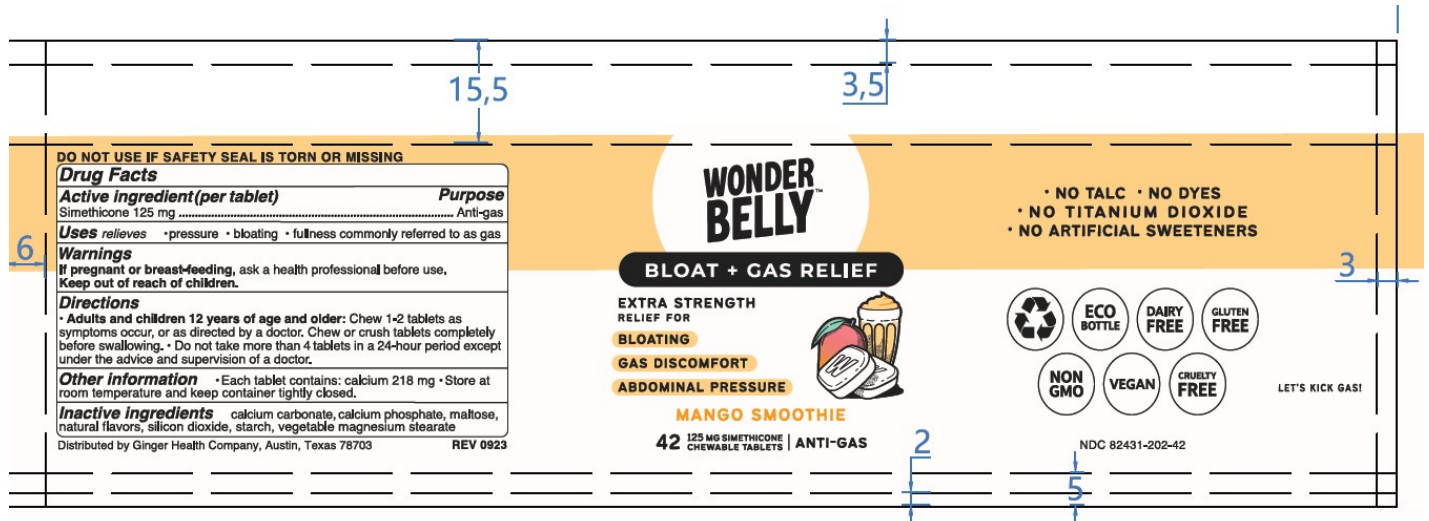 15,5
3,5
6
3
2
5
DO NOT USE IF SAFETY SEAL IS TORN OR MISSING
Drug Facts
Active ingredient(per tablet) Purpose
Simethicone 125 mg ........ Anti-gas
Uses relieves •pressure • bloating • fullness commonly referred to as gas
Warnings
If pregnant or breast-feeding, ask a health professional before use.
Keep out of reach of children.
Directions
• Adults and children 12 years of age and older: Chew 1-2 tablets as
symptoms occur, or as directed by a doctor. Chew or crush tablets completely
before swallowing. • Do not take more than 4 tablets in a 24-hour period except
under the advice and supervision of a doctor.
Other information •Each tablet contains: calcium 218 mg •Store at
room temperature and keep container tightly closed.
Inactive ingredients calcium carbonate, calcium phosphate, maltose,
natural flavors, silicon dioxide, starch, vegetable magnesium stearate
Distributed by Ginger Health Company, Austin, Texas 78703 REV 0923
WONDER
BELLY™
BLOAT + GAS RELIEF
EXTRA STRENGTH
RELIEF FOR
BLOATING
GAS DISCOMFORT
ABDOMINAL PRESSURE
W
MANGO SMOOTHIE
42 125 MG SIMETHICONE
CHEWABLE TABLETS | ANTI-GAS
• NO TALC • NO DYES
• NO TITANIUM DIOXIDE
• NO ARTIFICIAL SWEETENERS
ECO
BOTTLE
DAIRY
FREE
GLUTEN
FREE
NON
GMO
VEGAN
CRUELTY
FREE
LET'S KICK GAS!
NDC 82431-202-42